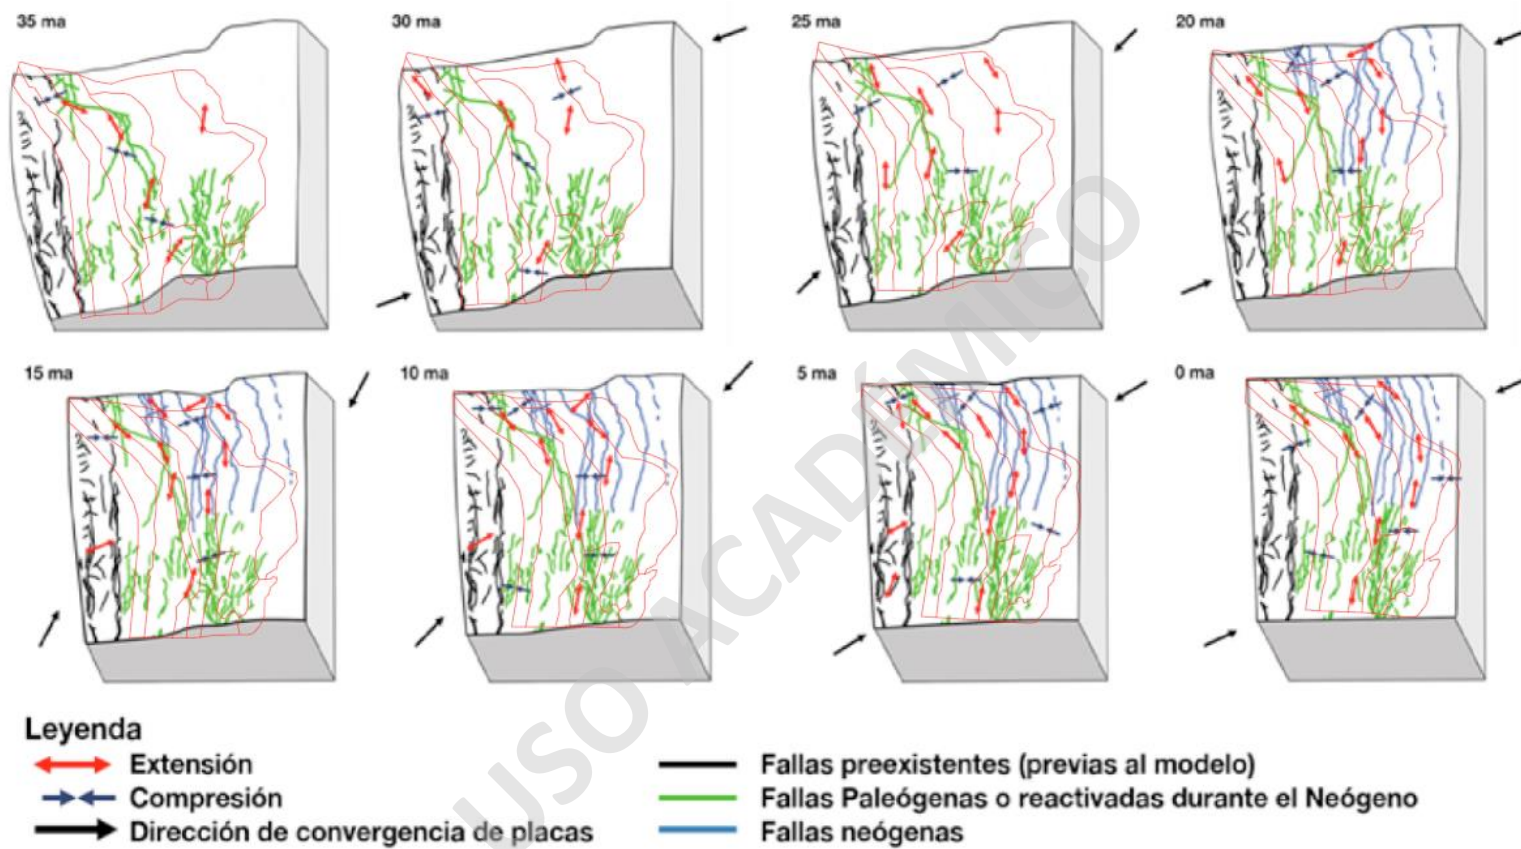 35 ma
30 ma
25 ma
20 ma
15 ma
10 ma
5 ma
0 ma
USO ACADÉMICO
Leyenda
Extensión
Compresión
Dirección de convergencia de placas
Fallas preexistentes (previas al modelo)
Fallas Paleógenas o reactivadas durante el Neógeno
Fallas neógenas